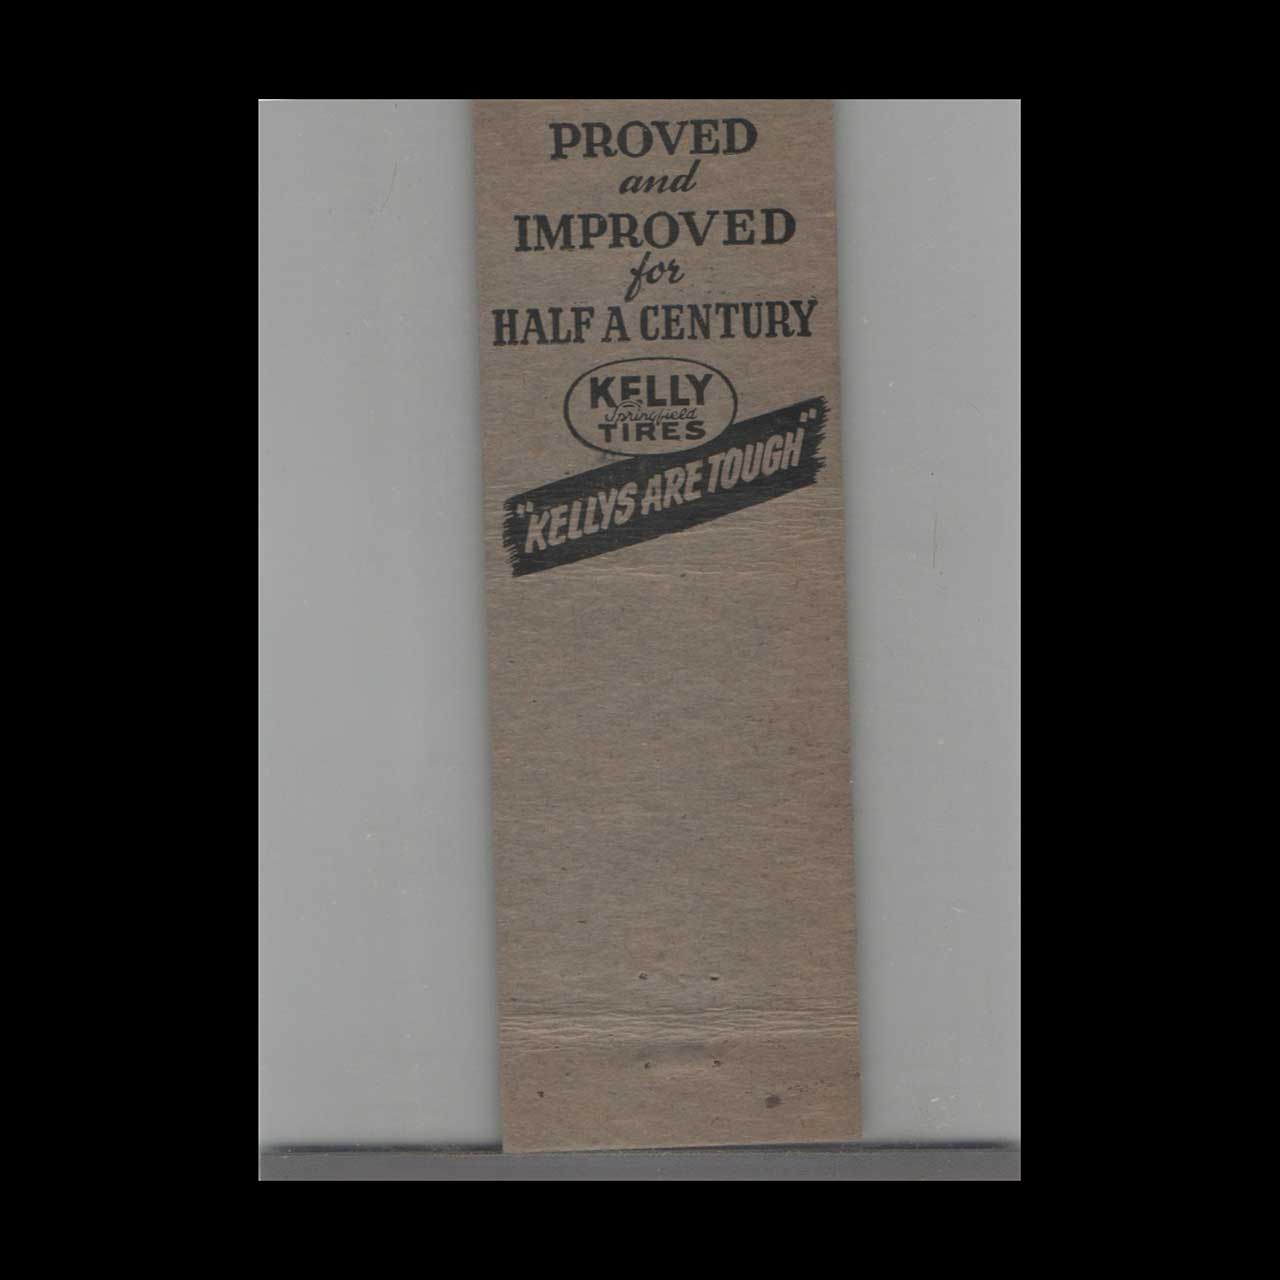 PROVED
and
IMPROVED
for
HALF A CENTURY
KELLY
Springfield
TIRES
"KELLYS ARE TOUGH"